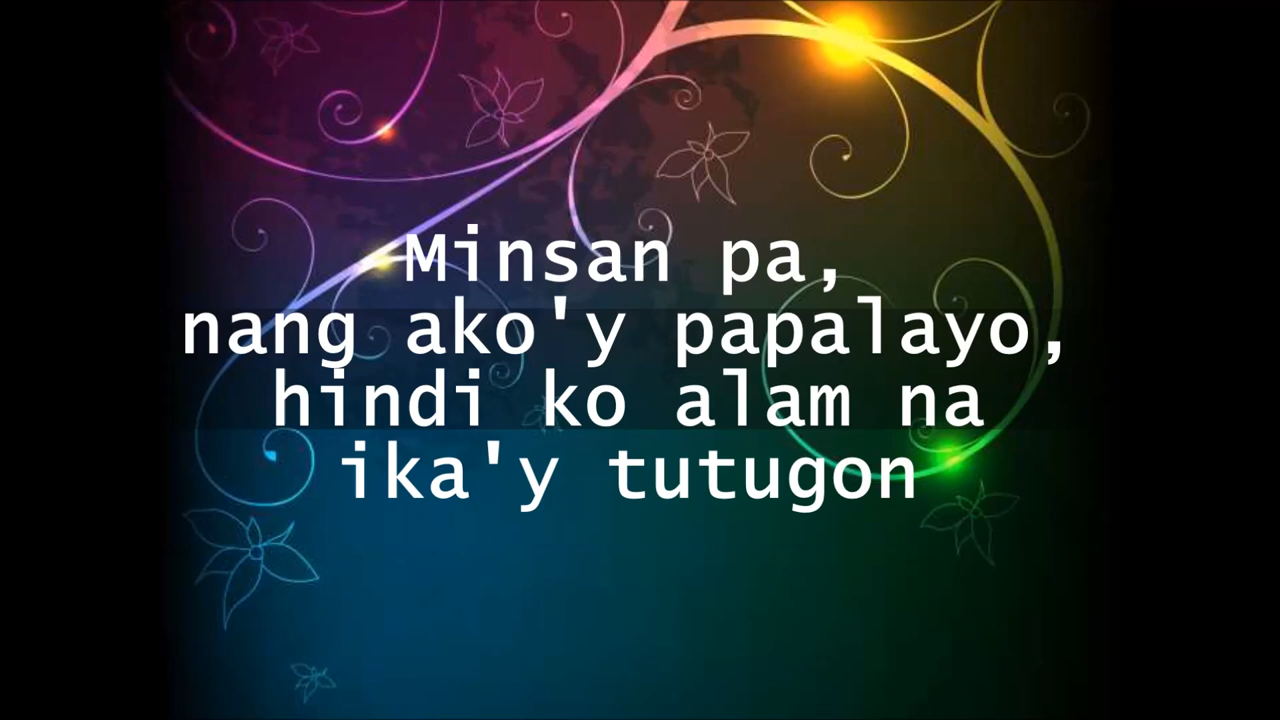 Minsan pa,
nang ako'y papalayo,
hindi ko alam na
ika'y tutugon